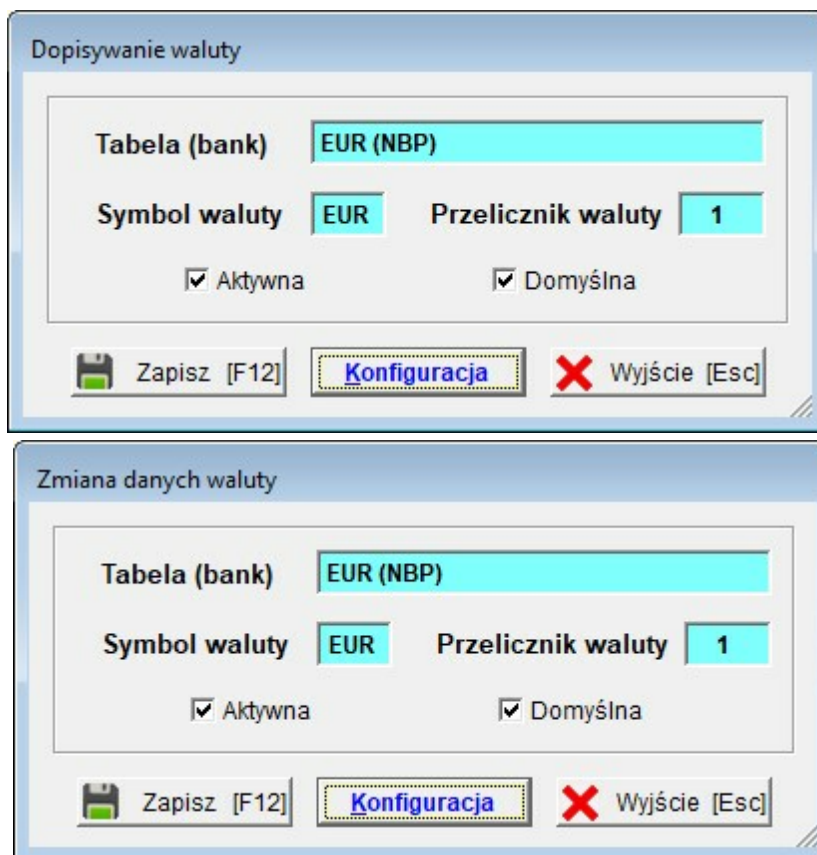 Dopisywanie waluty
Tabela (bank) EUR (NBP)
Symbol waluty EUR Przelicznik waluty 1
Aktywna Domyślna
Zapisz [F12] Konfiguracja Wyjście [Esc]
Zmiana danych waluty
Tabela (bank) EUR (NBP)
Symbol waluty EUR Przelicznik waluty 1
Aktywna Domyślna
Zapisz [F12] Konfiguracja Wyjście [Esc]